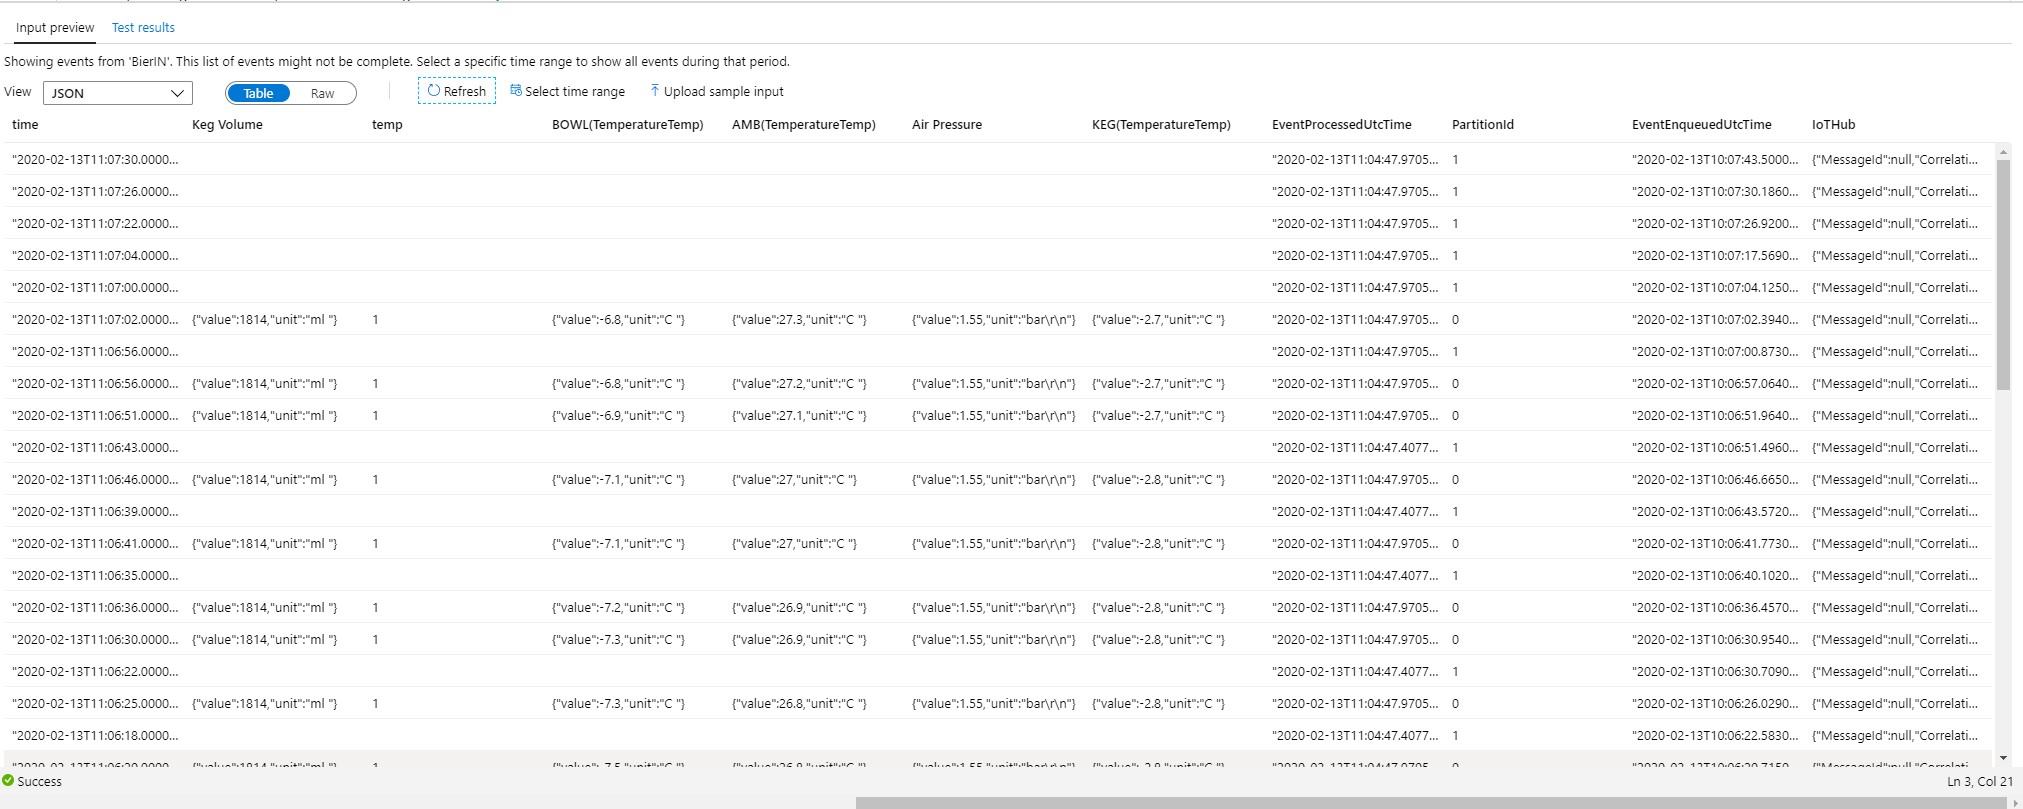 Input preview Test results
Showing events from 'BierIN'. This list of events might not be complete. Select a specific time range to show all events during that period.
View JSON Table Raw Refresh Select time range Upload sample input
time Keg Volume temp BOWL(TemperatureTemp) AMB(TemperatureTemp) Air Pressure KEG(TemperatureTemp) EventProcessedUtcTime PartitionId EventEnqueuedUtcTime IoTHub
"2020-02-13T11:07:30.0000... "2020-02-13T11:04:47.9705... 1 "2020-02-13T10:07:43.5000... {"MessageId":null,"Correlati...
"2020-02-13T11:07:26.0000... "2020-02-13T11:04:47.9705... 1 "2020-02-13T10:07:30.1860... {"MessageId":null,"Correlati...
"2020-02-13T11:07:22.0000... "2020-02-13T11:04:47.9705... 1 "2020-02-13T10:07:26.9200... {"MessageId":null,"Correlati...
"2020-02-13T11:07:04.0000... "2020-02-13T11:04:47.9705... 1 "2020-02-13T10:07:17.5690... {"MessageId":null,"Correlati...
"2020-02-13T11:07:00.0000... "2020-02-13T11:04:47.9705... 1 "2020-02-13T10:07:04.1250... {"MessageId":null,"Correlati...
"2020-02-13T11:07:02.0000... {"value":1814,"unit":"ml "} 1 {"value":-6.8,"unit":"C "} {"value":27.3,"unit":"C "} {"value":1.55,"unit":"bar\r\n"} {"value":-2.7,"unit":"C "} "2020-02-13T11:04:47.9705... 0 "2020-02-13T10:07:02.3940... {"MessageId":null,"Correlati...
"2020-02-13T11:06:56.0000... "2020-02-13T11:04:47.9705... 1 "2020-02-13T10:07:00.8730... {"MessageId":null,"Correlati...
"2020-02-13T11:06:56.0000... {"value":1814,"unit":"ml "} 1 {"value":-6.8,"unit":"C "} {"value":27.2,"unit":"C "} {"value":1.55,"unit":"bar\r\n"} {"value":-2.7,"unit":"C "} "2020-02-13T11:04:47.9705... 0 "2020-02-13T10:06:57.0640... {"MessageId":null,"Correlati...
"2020-02-13T11:06:51.0000... {"value":1814,"unit":"ml "} 1 {"value":-6.9,"unit":"C "} {"value":27.1,"unit":"C "} {"value":1.55,"unit":"bar\r\n"} {"value":-2.7,"unit":"C "} "2020-02-13T11:04:47.9705... 0 "2020-02-13T10:06:51.9640... {"MessageId":null,"Correlati...
"2020-02-13T11:06:43.0000... "2020-02-13T11:04:47.4077... 1 "2020-02-13T10:06:51.4960... {"MessageId":null,"Correlati...
"2020-02-13T11:06:46.0000... {"value":1814,"unit":"ml "} 1 {"value":-7.1,"unit":"C "} {"value":27,"unit":"C "} {"value":1.55,"unit":"bar\r\n"} {"value":-2.8,"unit":"C "} "2020-02-13T11:04:47.9705... 0 "2020-02-13T10:06:46.6650... {"MessageId":null,"Correlati...
"2020-02-13T11:06:39.0000... "2020-02-13T11:04:47.4077... 1 "2020-02-13T10:06:43.5720... {"MessageId":null,"Correlati...
"2020-02-13T11:06:41.0000... {"value":1814,"unit":"ml "} 1 {"value":-7.1,"unit":"C "} {"value":27,"unit":"C "} {"value":1.55,"unit":"bar\r\n"} {"value":-2.8,"unit":"C "} "2020-02-13T11:04:47.9705... 0 "2020-02-13T10:06:41.7730... {"MessageId":null,"Correlati...
"2020-02-13T11:06:35.0000... "2020-02-13T11:04:47.4077... 1 "2020-02-13T10:06:40.1020... {"MessageId":null,"Correlati...
"2020-02-13T11:06:36.0000... {"value":1814,"unit":"ml "} 1 {"value":-7.2,"unit":"C "} {"value":26.9,"unit":"C "} {"value":1.55,"unit":"bar\r\n"} {"value":-2.8,"unit":"C "} "2020-02-13T11:04:47.9705... 0 "2020-02-13T10:06:36.4570... {"MessageId":null,"Correlati...
"2020-02-13T11:06:30.0000... {"value":1814,"unit":"ml "} 1 {"value":-7.3,"unit":"C "} {"value":26.9,"unit":"C "} {"value":1.55,"unit":"bar\r\n"} {"value":-2.8,"unit":"C "} "2020-02-13T11:04:47.9705... 0 "2020-02-13T10:06:30.9540... {"MessageId":null,"Correlati...
"2020-02-13T11:06:22.0000... "2020-02-13T11:04:47.4077... 1 "2020-02-13T10:06:30.7090... {"MessageId":null,"Correlati...
"2020-02-13T11:06:25.0000... {"value":1814,"unit":"ml "} 1 {"value":-7.3,"unit":"C "} {"value":26.8,"unit":"C "} {"value":1.55,"unit":"bar\r\n"} {"value":-2.8,"unit":"C "} "2020-02-13T11:04:47.9705... 0 "2020-02-13T10:06:26.0290... {"MessageId":null,"Correlati...
"2020-02-13T11:06:18.0000... "2020-02-13T11:04:47.4077... 1 "2020-02-13T10:06:22.5830... {"MessageId":null,"Correlati...
Success Ln 3, Col 21